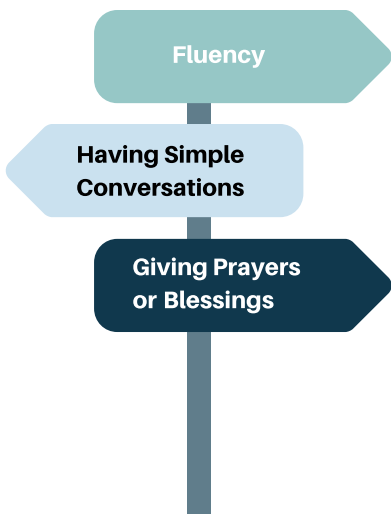 Fluency
Having Simple
Conversations
Giving Prayers
or Blessings